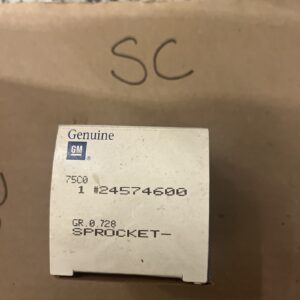 SC
Genuine
GM
75C0
1 #24574600
GR.0.728
SPROCKET-